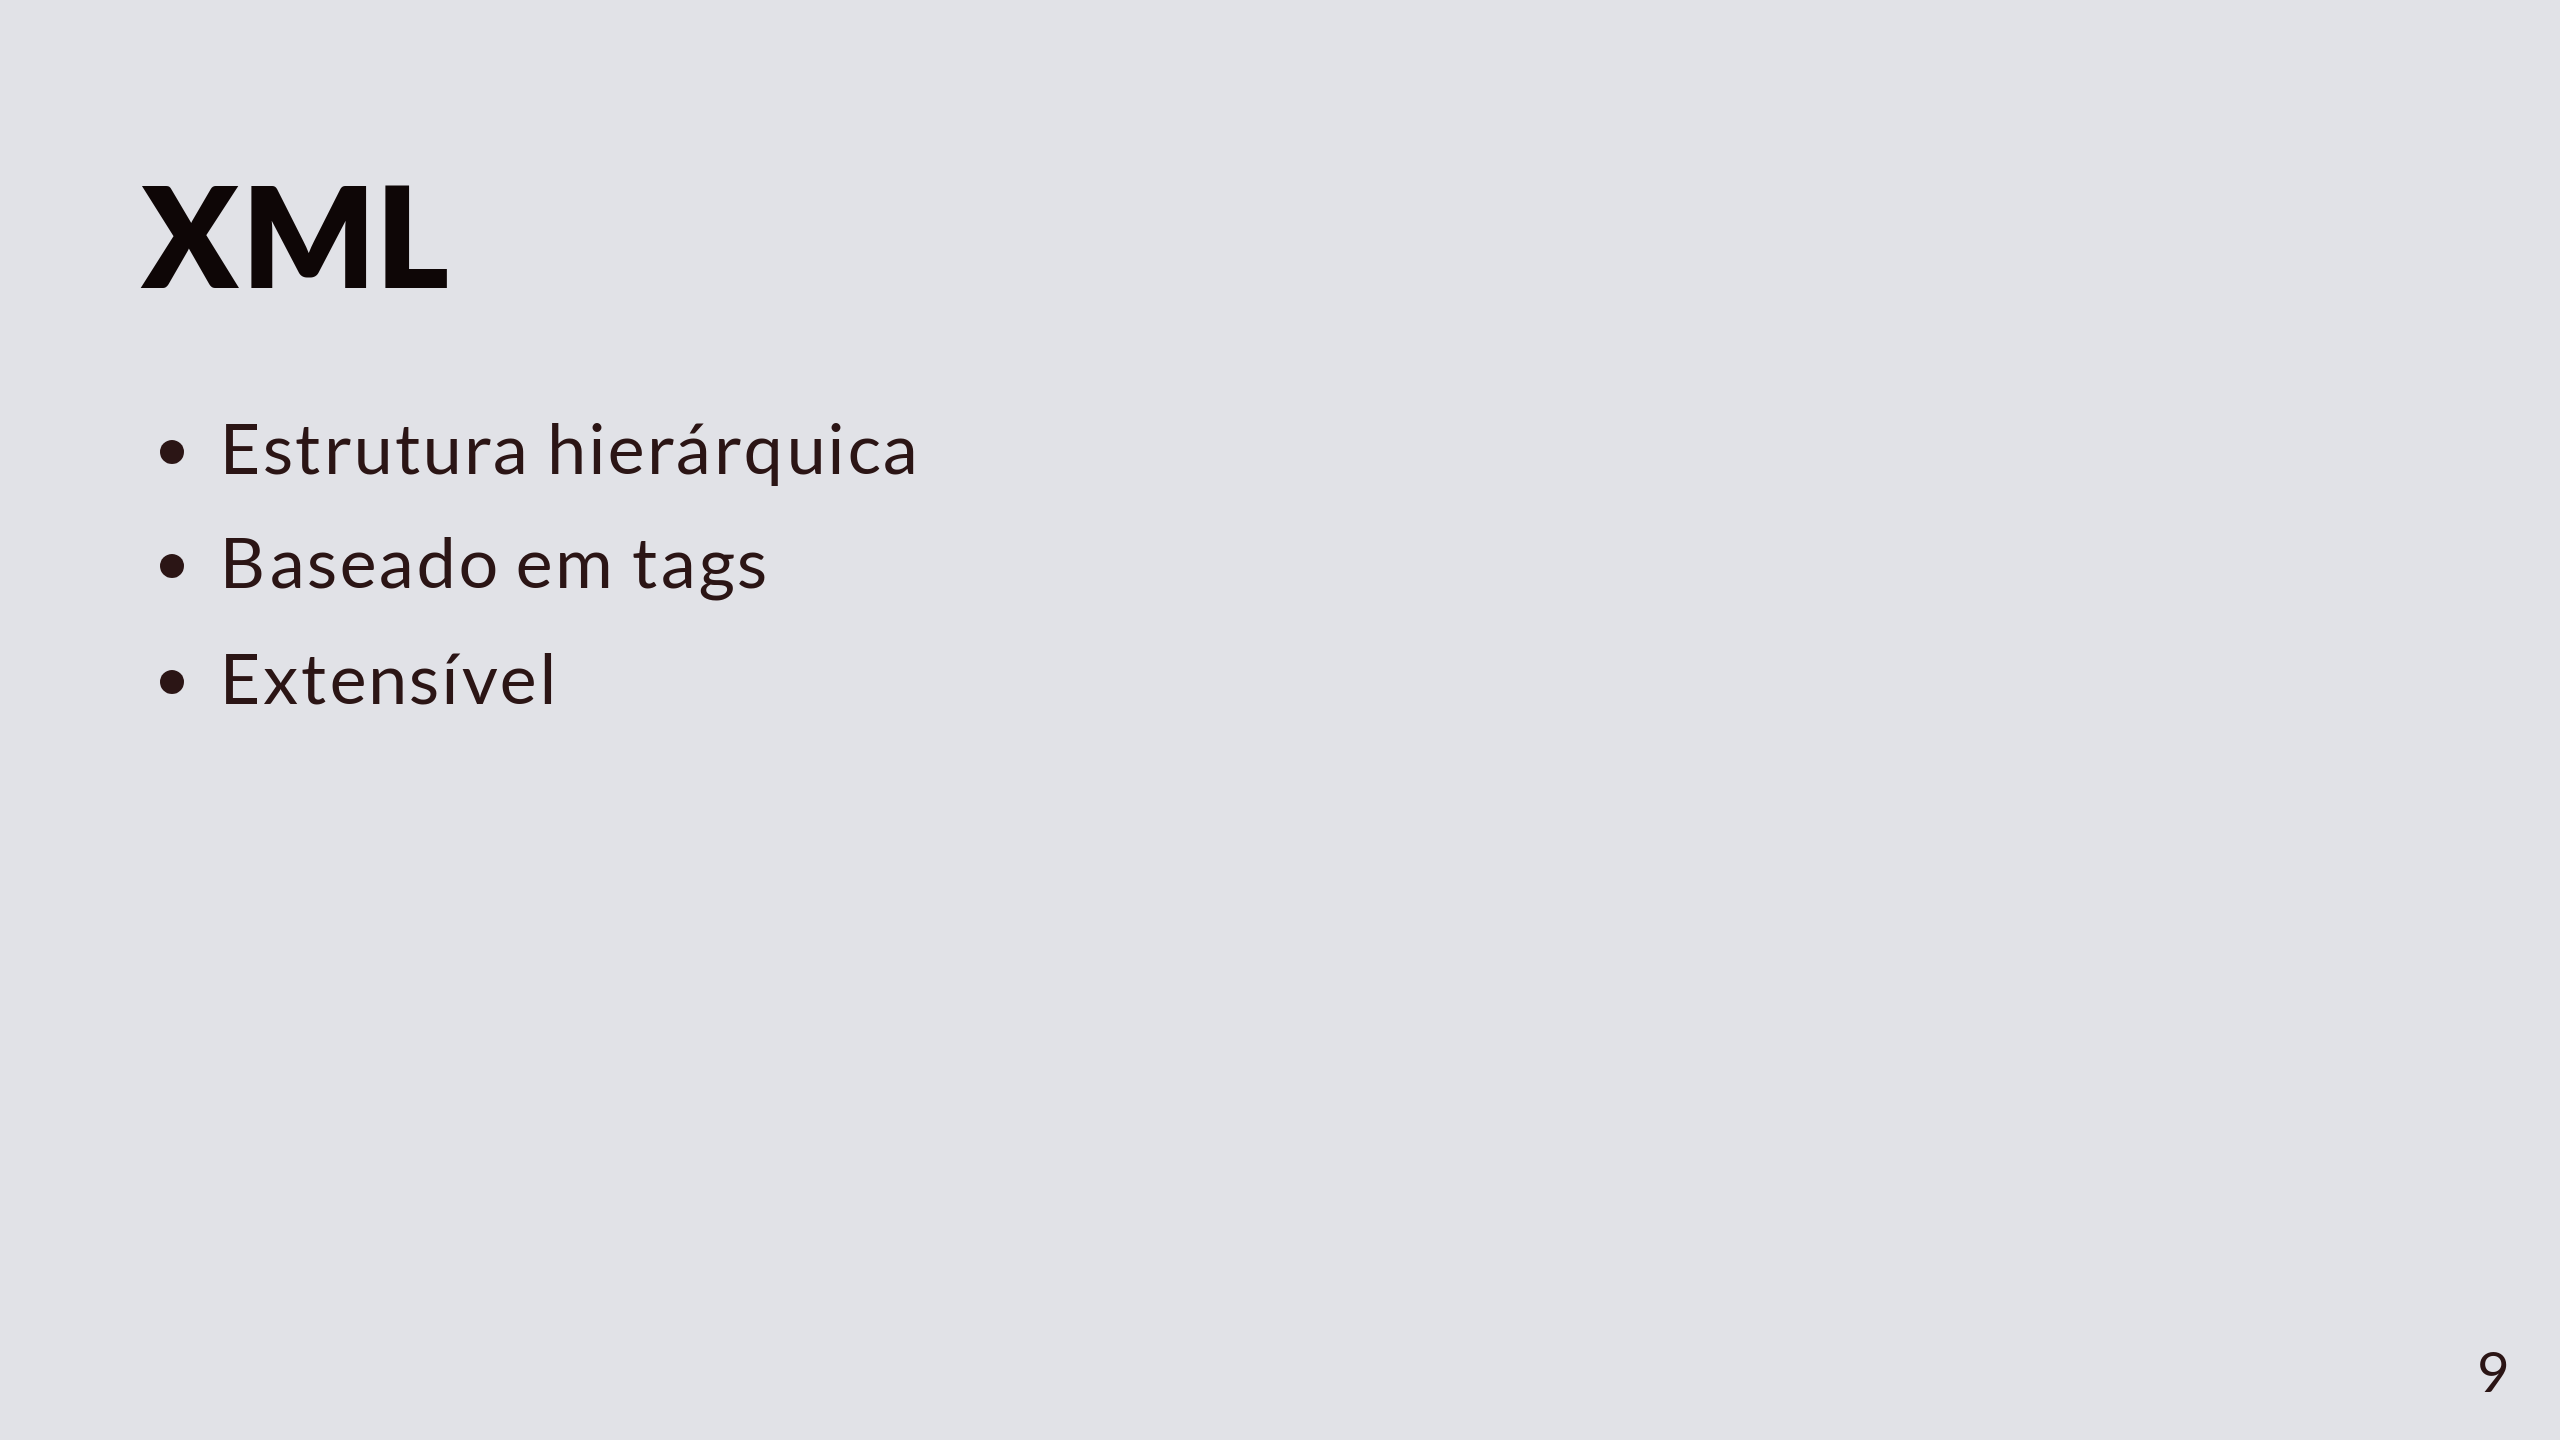 XML
• Estrutura hierárquica
• Baseado em tags
• Extensível
9